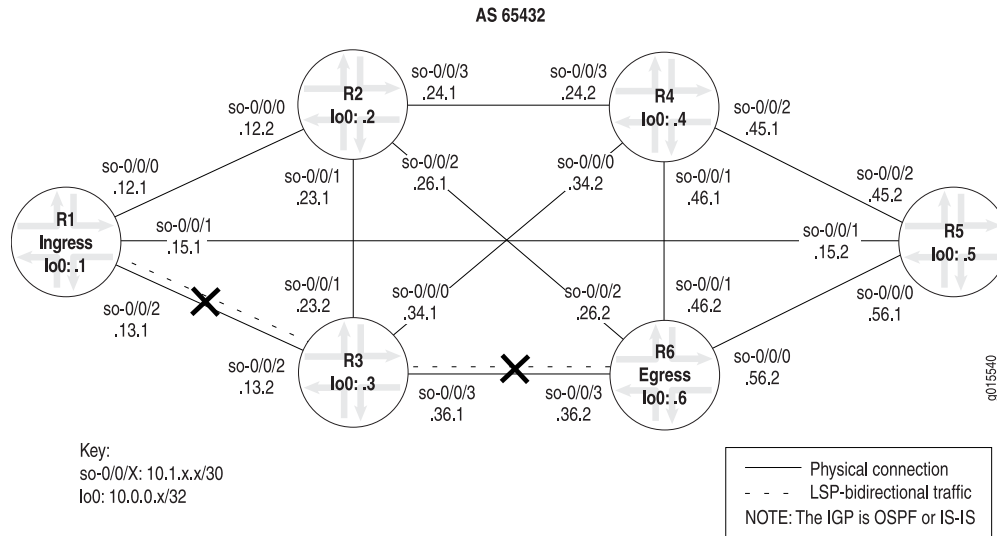 AS 65432
R2
lo0: .2
so-0/0/3
.24.1
so-0/0/3
.24.2
R4
lo0: .4
so-0/0/0
.12.2
so-0/0/2
.45.1
so-0/0/0
.12.1
so-0/0/1
.23.1
so-0/0/2
.26.1
so-0/0/0
.34.2
so-0/0/1
.46.1
so-0/0/2
.45.2
R1
Ingress
lo0: .1
so-0/0/1
.15.1
so-0/0/1
.15.2
R5
lo0: .5
so-0/0/2
.13.1
so-0/0/1
.23.2
so-0/0/0
.34.1
so-0/0/2
.26.2
so-0/0/1
.46.2
so-0/0/0
.56.1
so-0/0/2
.13.2
R3
lo0: .3
so-0/0/3
.36.1
so-0/0/3
.36.2
R6
Egress
lo0: .6
so-0/0/0
.56.2
g015540
Key:
so-0/0/X: 10.1.x.x/30
lo0: 10.0.0.x/32
Physical connection
LSP-bidirectional traffic
NOTE: The IGP is OSPF or IS-IS